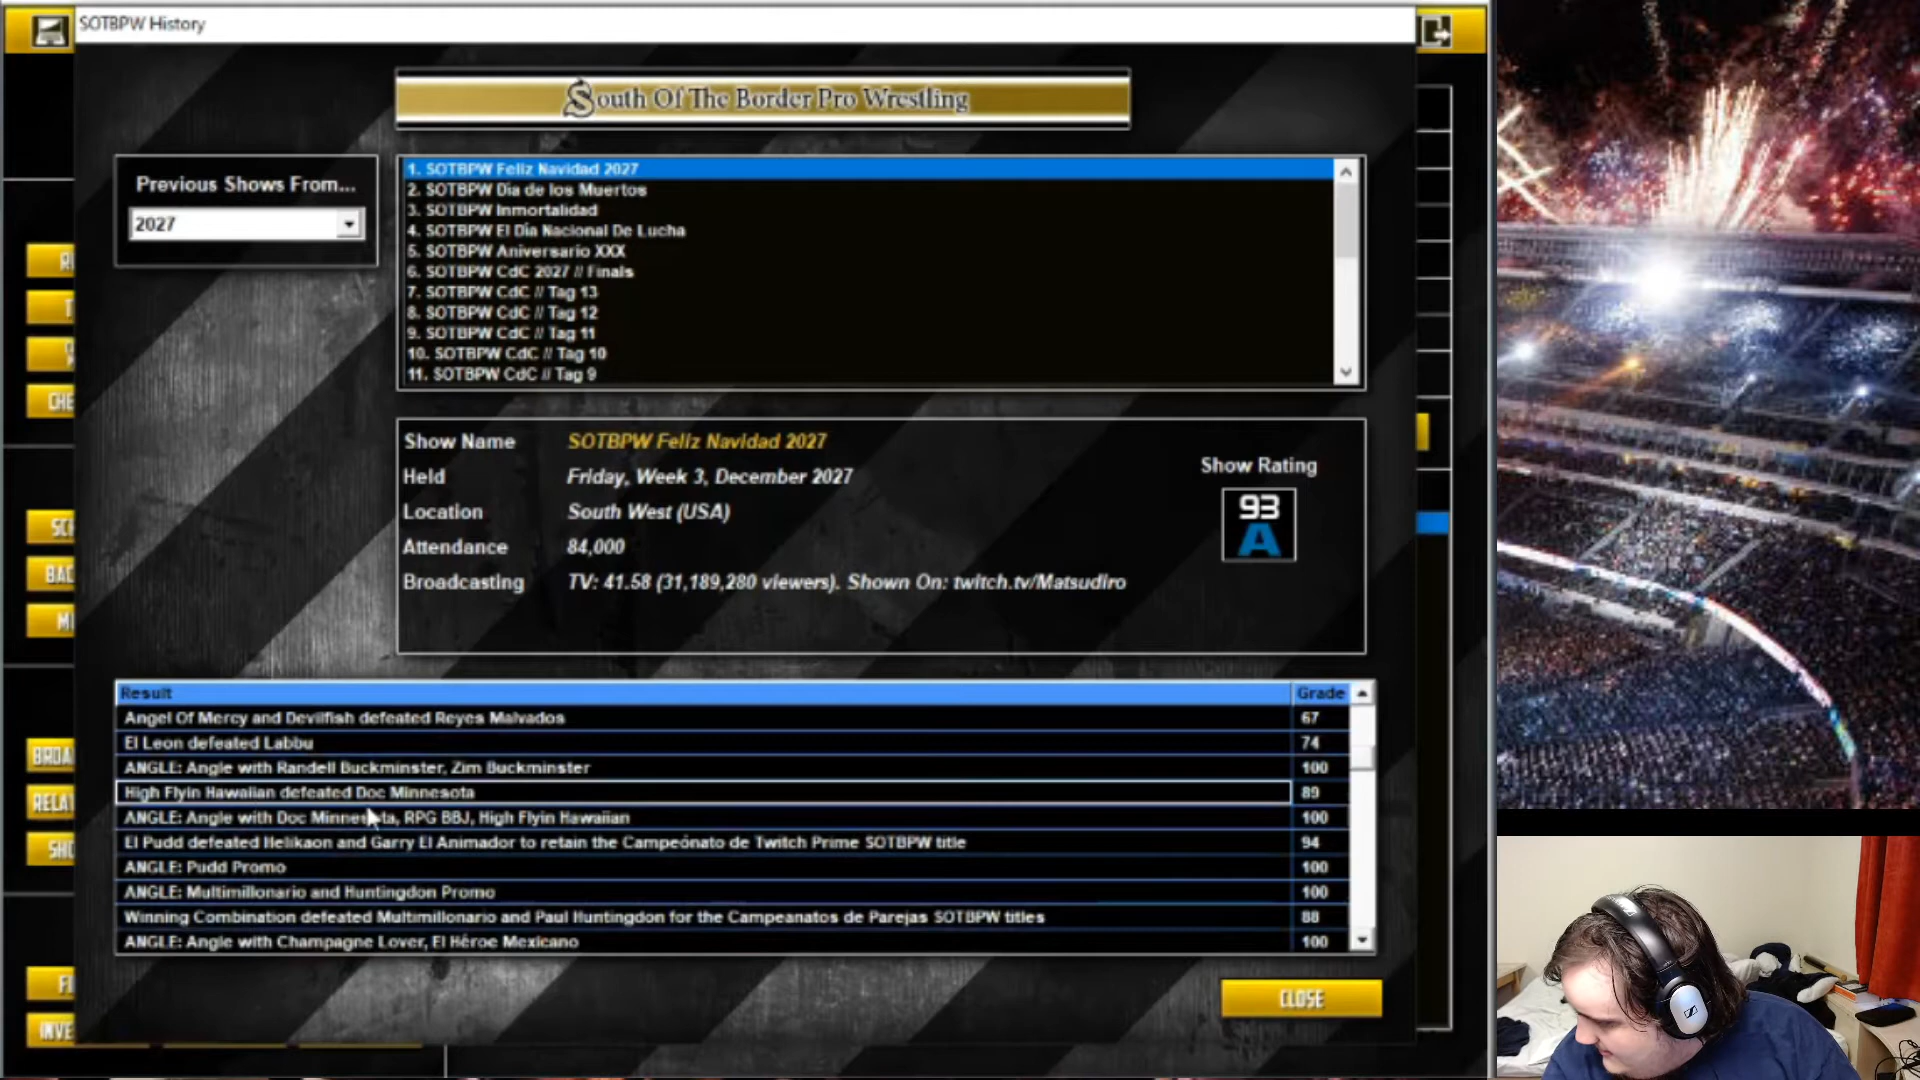 SOTBPW History
South Of The Border Pro Wrestling
Previous Shows From...
2027
1. SOTBPW Feliz Navidad 2027
2. SOTBPW Dia de los Muertos
3. SOTBPW Inmortalidad
4. SOTBPW El Dia Nacional De Lucha
5. SOTBPW Aniversario XXX
6. SOTBPW CdC 2027 // Finals
7. SOTBPW CdC // Tag 13
8. SOTBPW CdC // Tag 12
9. SOTBPW CdC // Tag 11
10. SOTBPW CdC // Tag 10
11. SOTBPW CdC // Tag 9
Show Name SOTBPW Feliz Navidad 2027
Held Friday, Week 3, December 2027
Location South West (USA)
Attendance 84,000
Broadcasting TV: 41.58 (31,189,280 viewers). Shown On: twitch.tv/Matsudiro
Show Rating
93
A
Result Grade
Angel Of Mercy and Devilfish defeated Reyes Malvados 67
El Leon defeated Labbu 74
ANGLE: Angle with Randell Buckminster, Zim Buckminster 100
High Flyin Hawaiian defeated Doc Minnesota 89
ANGLE: Angle with Doc Minnesota, RPG BBJ, High Flyin Hawaiian 100
El Pudd defeated Helikaon and Garry El Animador to retain the Campeónato de Twitch Prime SOTBPW title 94
ANGLE: Pudd Promo 100
ANGLE: Multimillonario and Huntingdon Promo 100
Winning Combination defeated Multimillonario and Paul Huntingdon for the Campeanatos de Parejas SOTBPW titles 88
ANGLE: Angle with Champagne Lover, El Héroe Mexicano 100
CLOSE